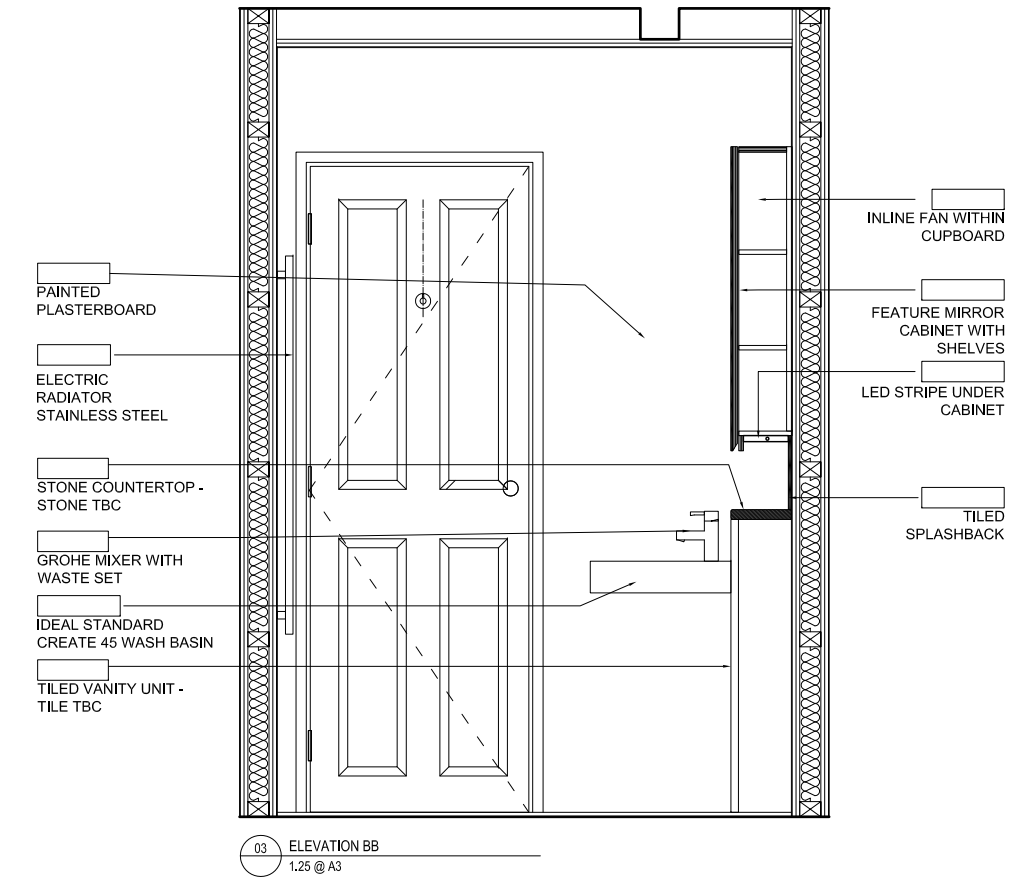 INLINE FAN WITHIN
CUPBOARD
PAINTED
PLASTERBOARD
FEATURE MIRROR
CABINET WITH
SHELVES
ELECTRIC
RADIATOR
STAINLESS STEEL
LED STRIPE UNDER
CABINET
STONE COUNTERTOP -
STONE TBC
TILED
SPLASHBACK
GROHE MIXER WITH
WASTE SET
IDEAL STANDARD
CREATE 45 WASH BASIN
TILED VANITY UNIT -
TILE TBC
03 ELEVATION BB
1.25 @ A3